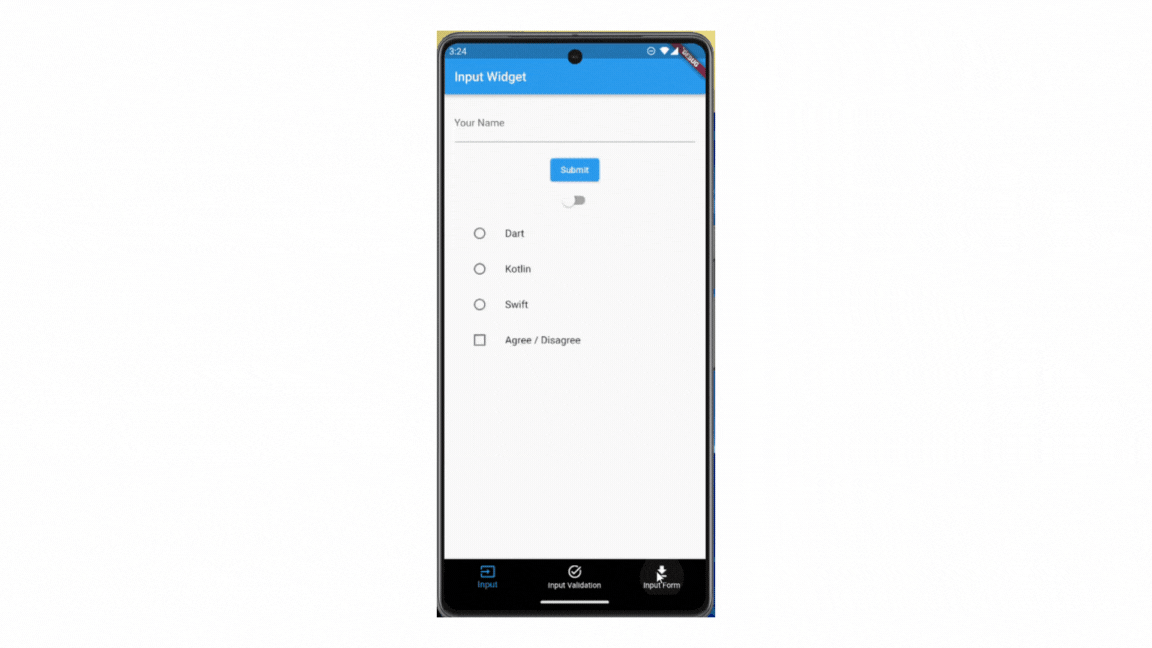 3:24
DEBUG
Input Widget
Your Name
Submit
Dart
Kotlin
Swift
Agree / Disagree
Input
Input Validation
Input Form